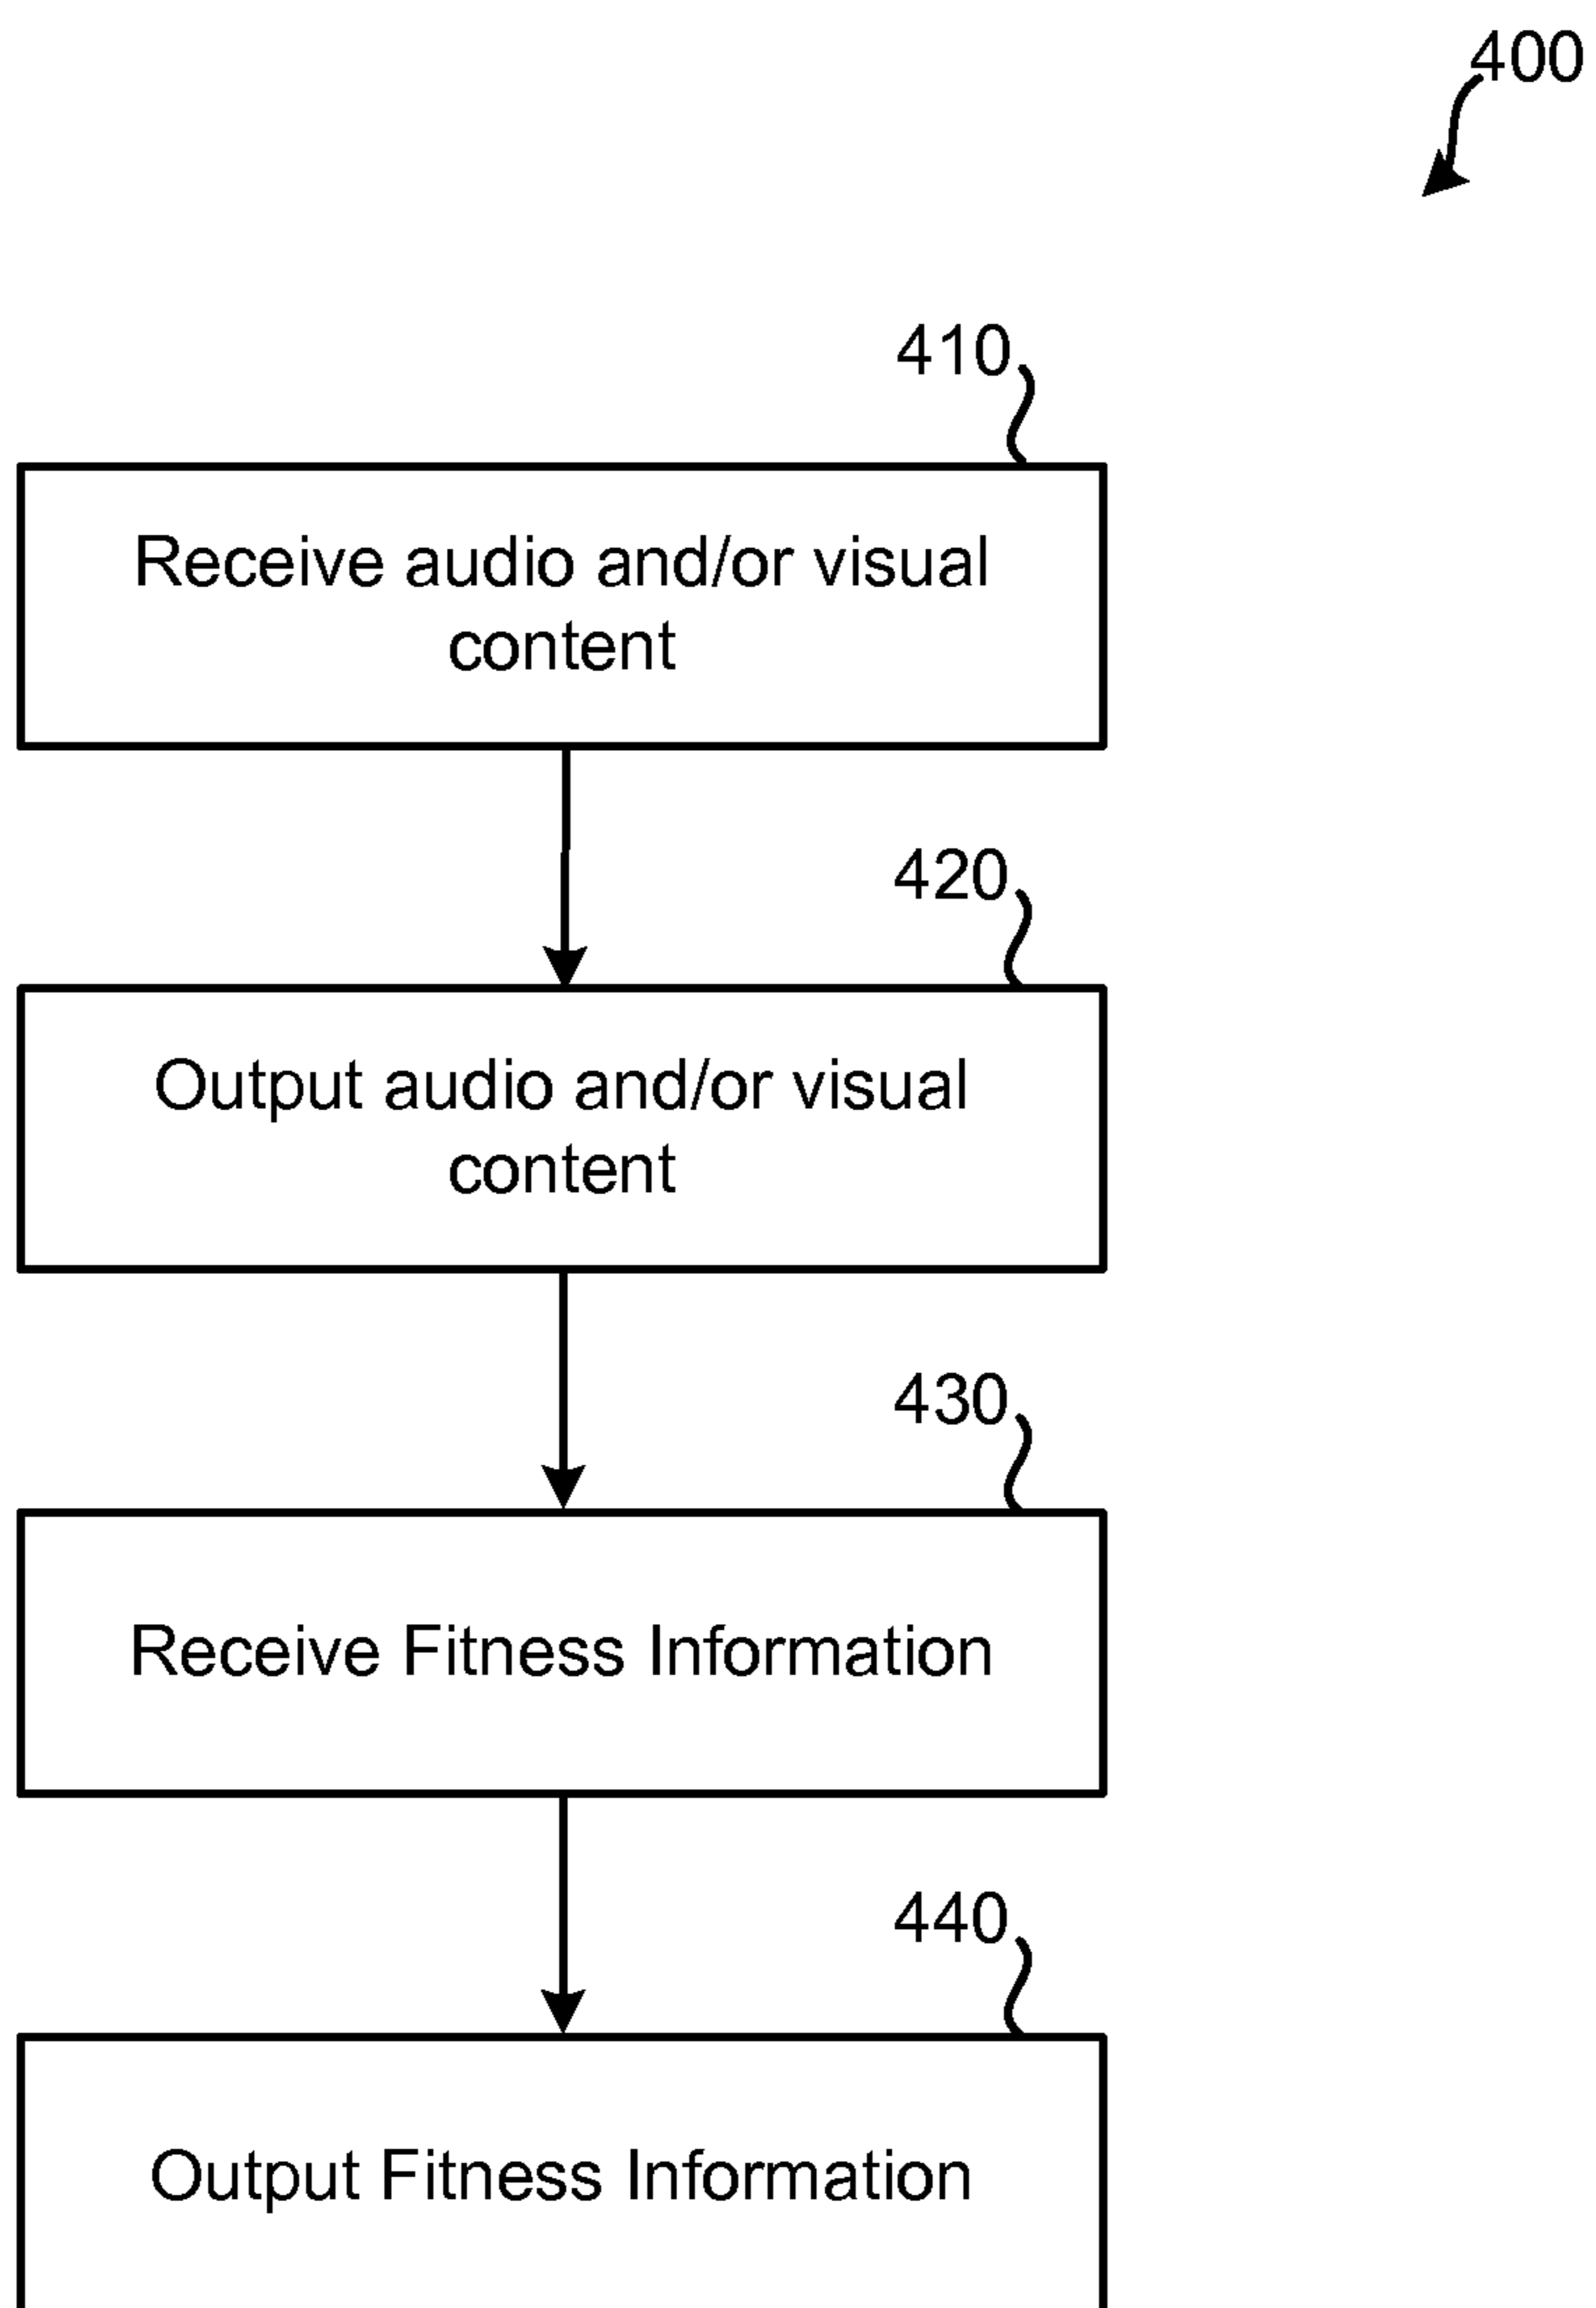 400
410
Receive audio and/or visual
content
420
Output audio and/or visual
content
430
Receive Fitness Information
440
Output Fitness Information